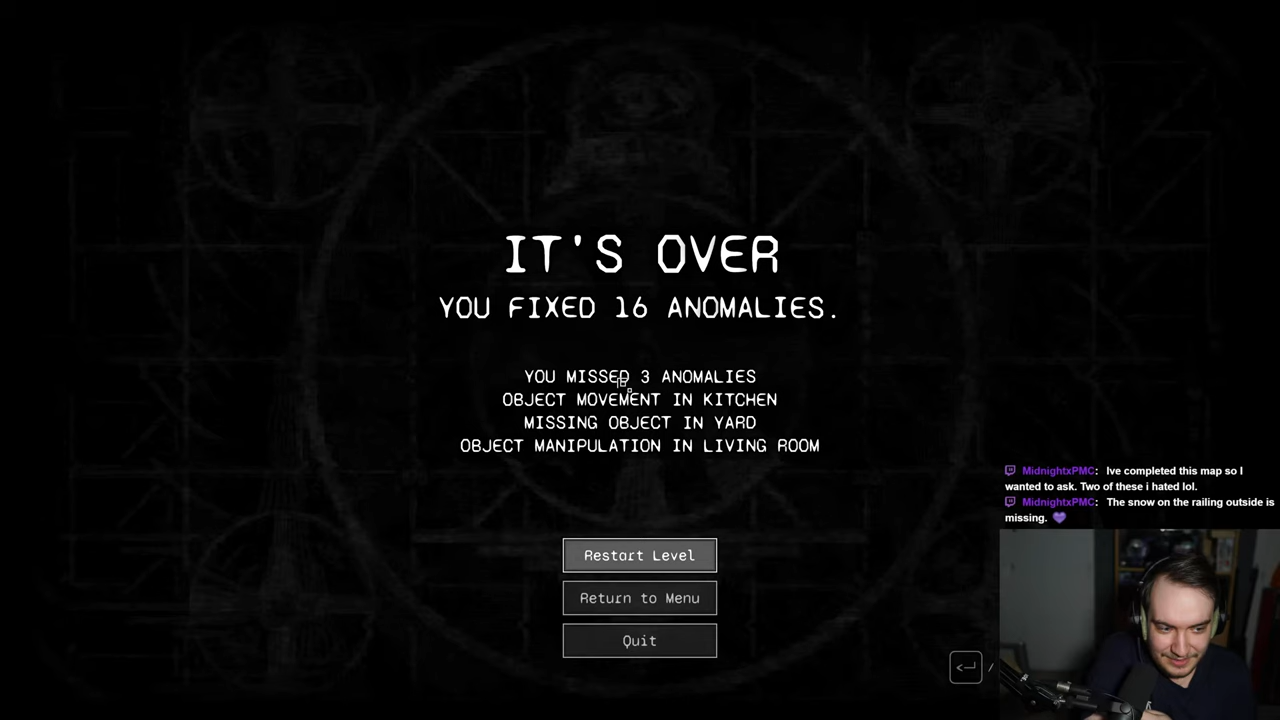 IT'S OVER
YOU FIXED 16 ANOMALIES.
YOU MISSED 3 ANOMALIES
OBJECT MOVEMENT IN KITCHEN
MISSING OBJECT IN YARD
OBJECT MANIPULATION IN LIVING ROOM
MidnightxPMC: Ive completed this map so I
wanted to ask. Two of these i hated lol.
MidnightxPMC: The snow on the railing outside is
missing. 💜
Restart Level
Return to Menu
Quit
/